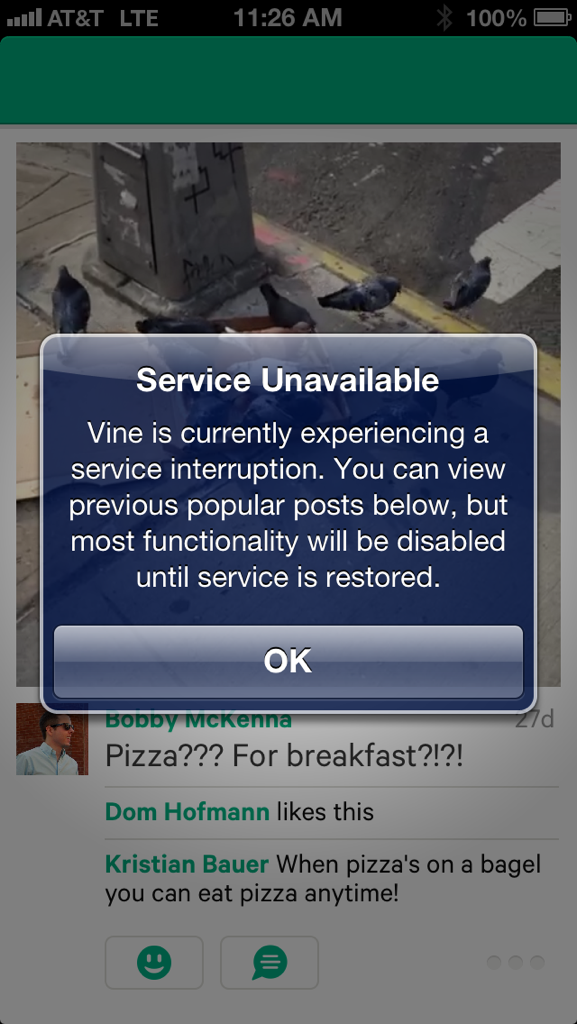 AT&T LTE 11:26 AM 100%
Service Unavailable
Vine is currently experiencing a
service interruption. You can view
previous popular posts below, but
most functionality will be disabled
until service is restored.
OK
Bobby McKenna 27d
Pizza??? For breakfast?!?!
Dom Hofmann likes this
Kristian Bauer When pizza's on a bagel
you can eat pizza anytime!